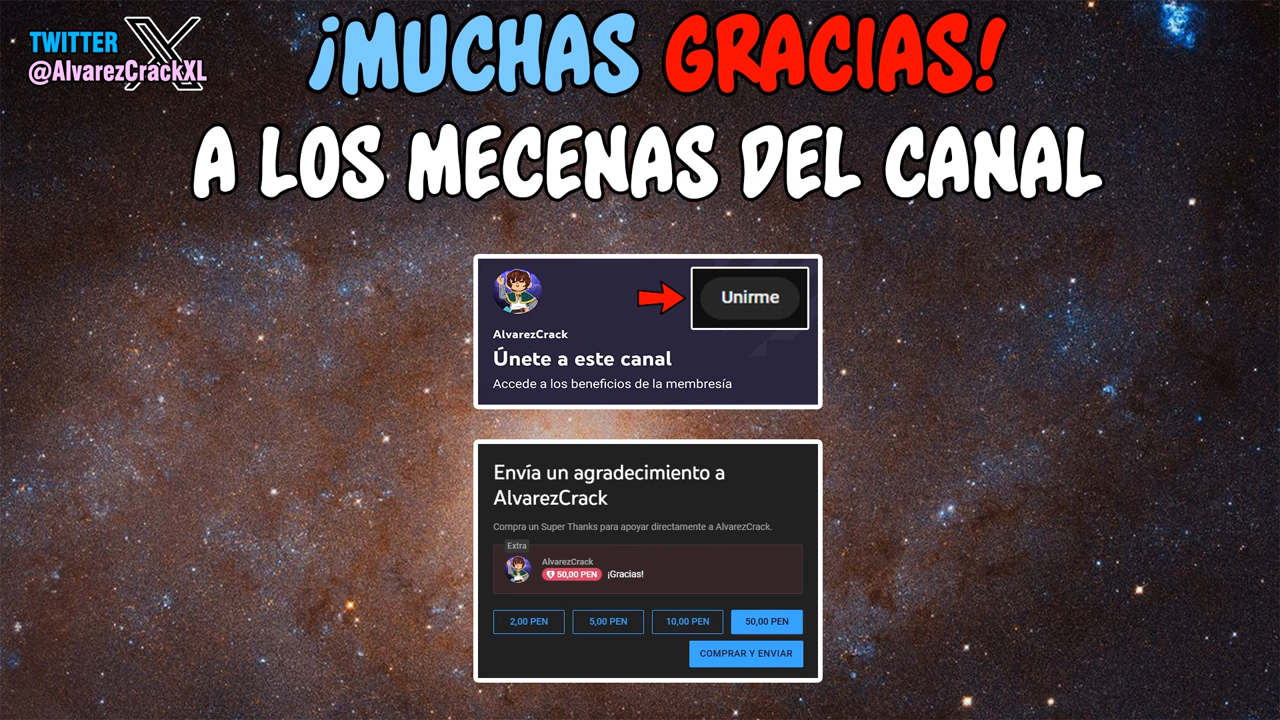 TWITTER
@AlvarezCrackXL
¡MUCHAS GRACIAS!
A LOS MECENAS DEL CANAL
Unirme
AlvarezCrack
Únete a este canal
Accede a los beneficios de la membresía
Envía un agradecimiento a
AlvarezCrack
Compra un Super Thanks para apoyar directamente a AlvarezCrack.
Extra
AlvarezCrack
50,00 PEN ¡Gracias!
2,00 PEN 5,00 PEN 10,00 PEN 50,00 PEN
COMPRAR Y ENVIAR